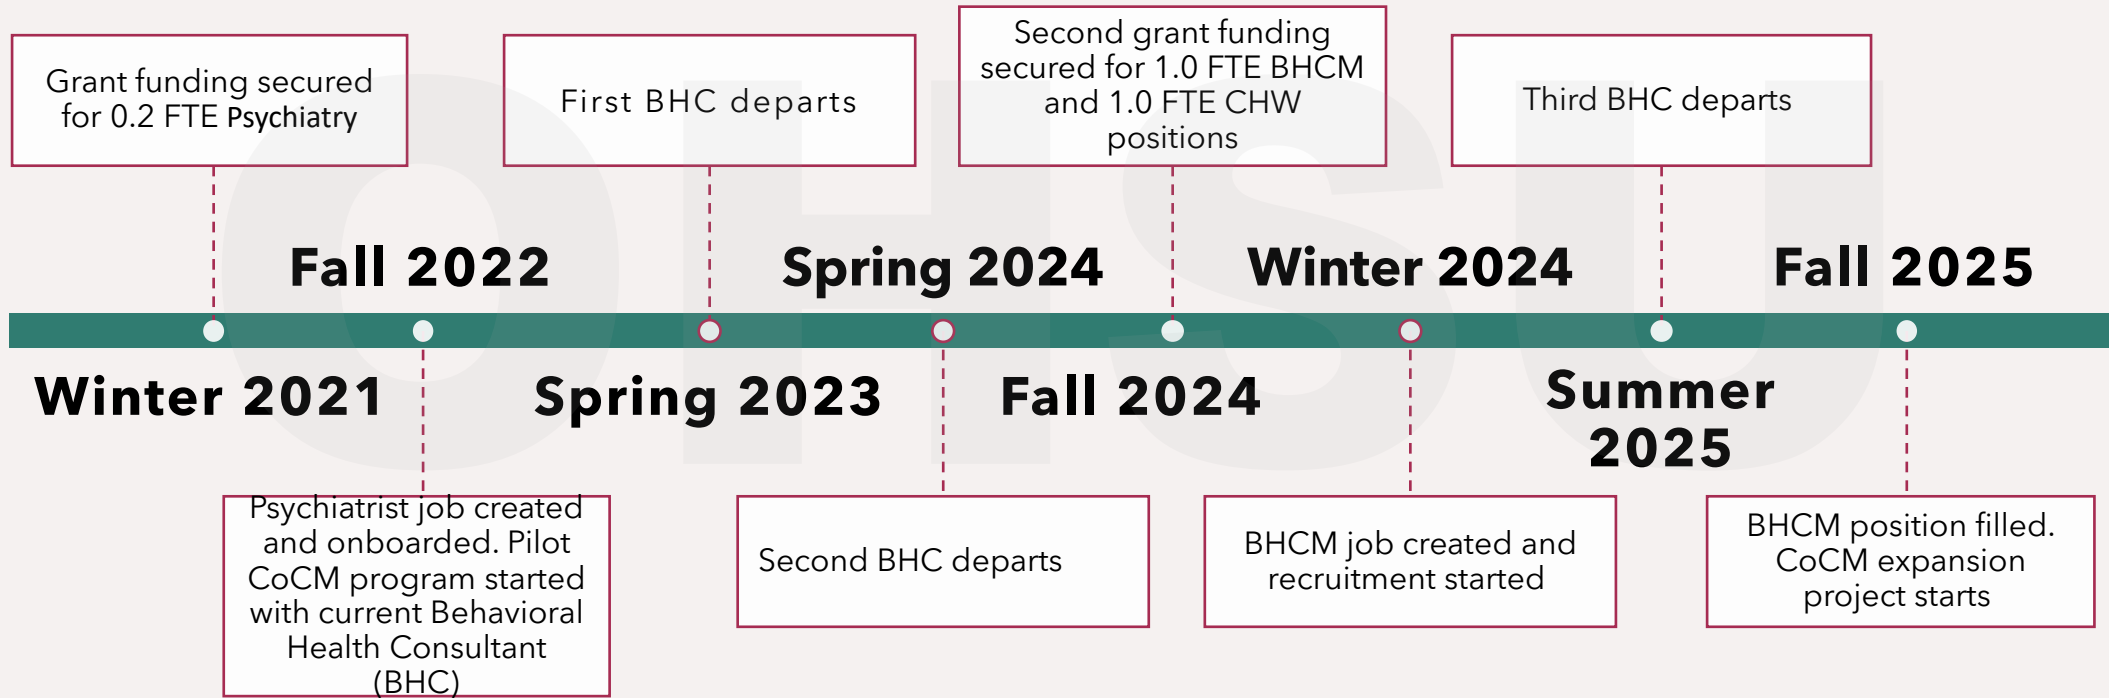 Grant funding secured
for 0.2 FTE Psychiatry
First BHC departs
Second grant funding
secured for 1.0 FTE BHCM
and 1.0 FTE CHW
positions
Third BHC departs
OHSU
Fall 2022
Spring 2024
Winter 2024
Fall 2025
Winter 2021
Spring 2023
Fall 2024
Summer
2025
Psychiatrist job created
and onboarded. Pilot
CoCM program started
with current Behavioral
Health Consultant
(BHC)
Second BHC departs
BHCM job created and
recruitment started
BHCM position filled.
CoCM expansion
project starts